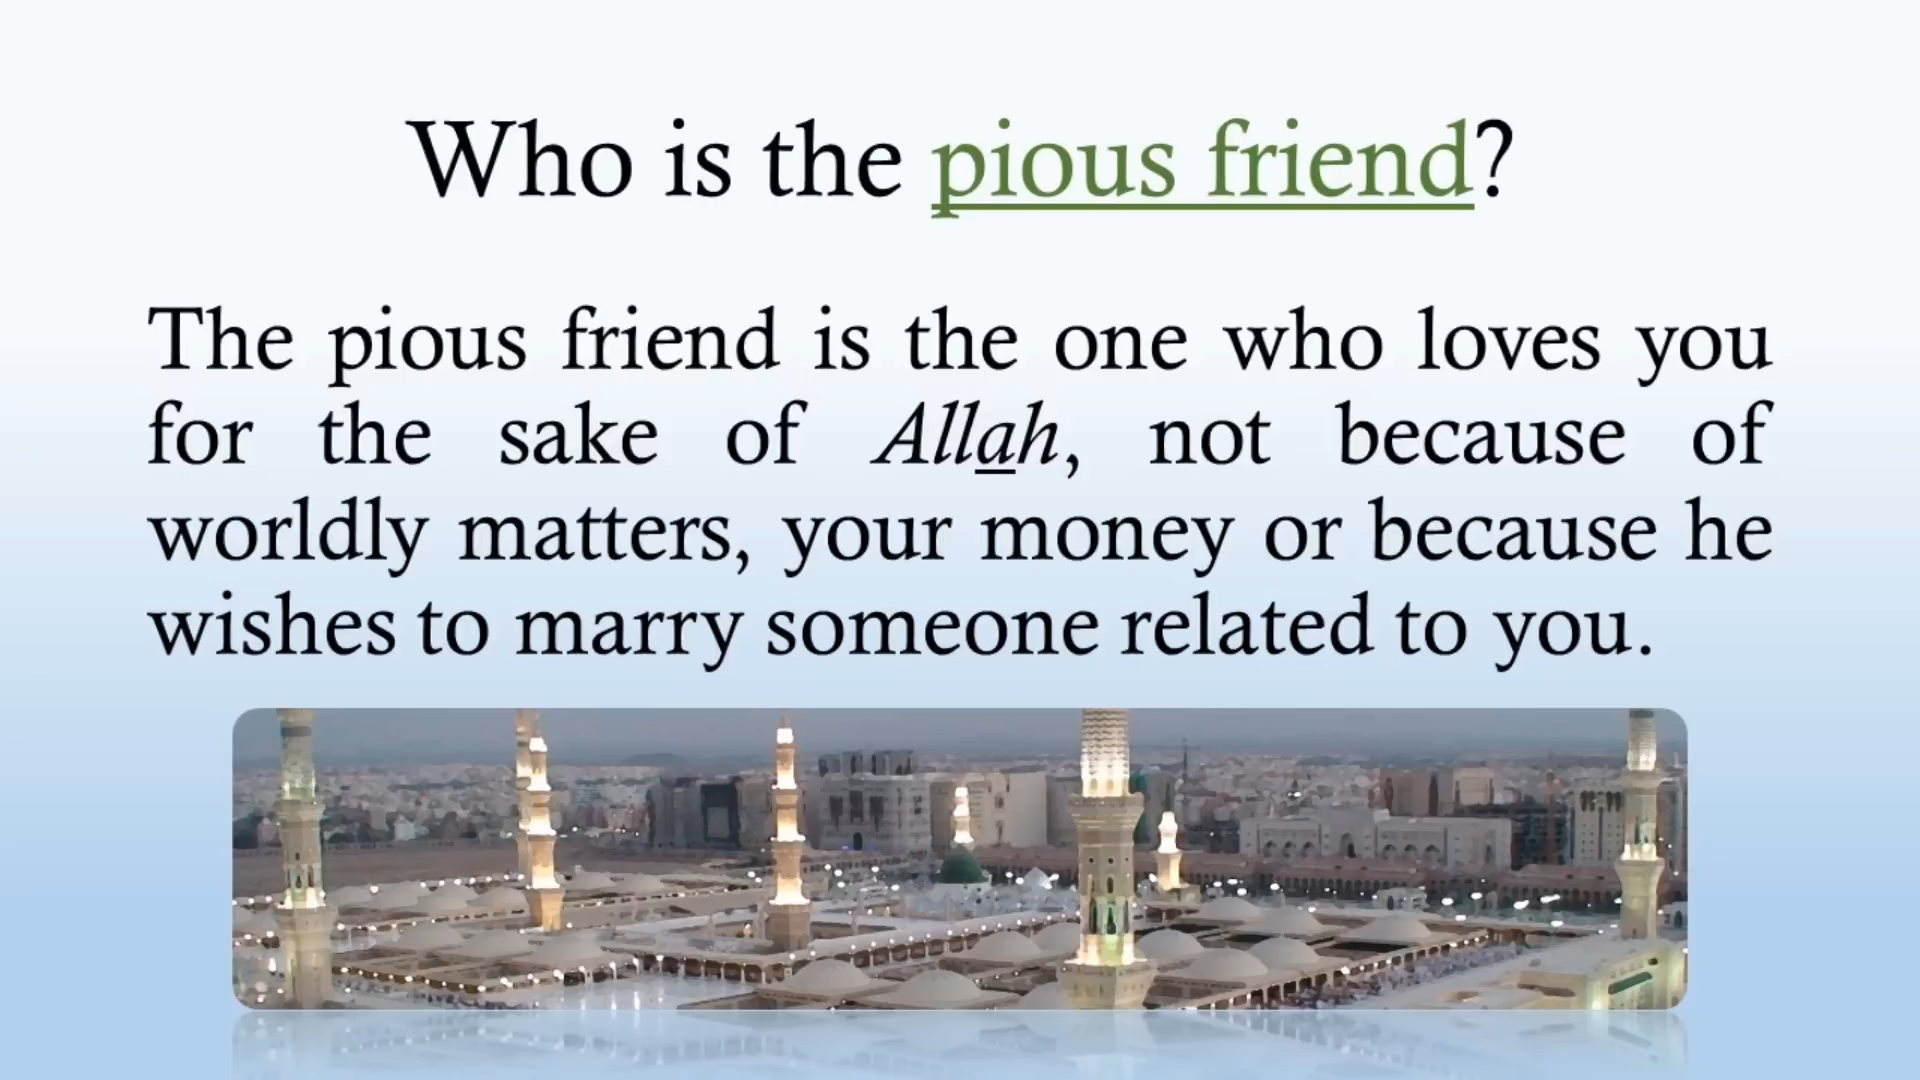 Who is the pious friend?
The pious friend is the one who loves you
for the sake of Allah, not because of
worldly matters, your money or because he
wishes to marry someone related to you.